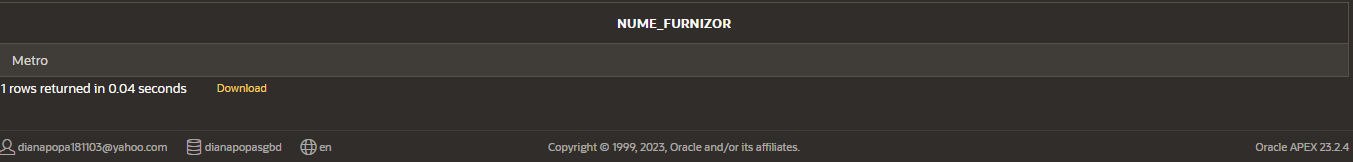 NUME_FURNIZOR
Metro
1 rows returned in 0.04 seconds Download
dianapopa181103@yahoo.com dianapopasgbd en Copyright © 1999, 2023, Oracle and/or its affiliates. Oracle APEX 23.2.4